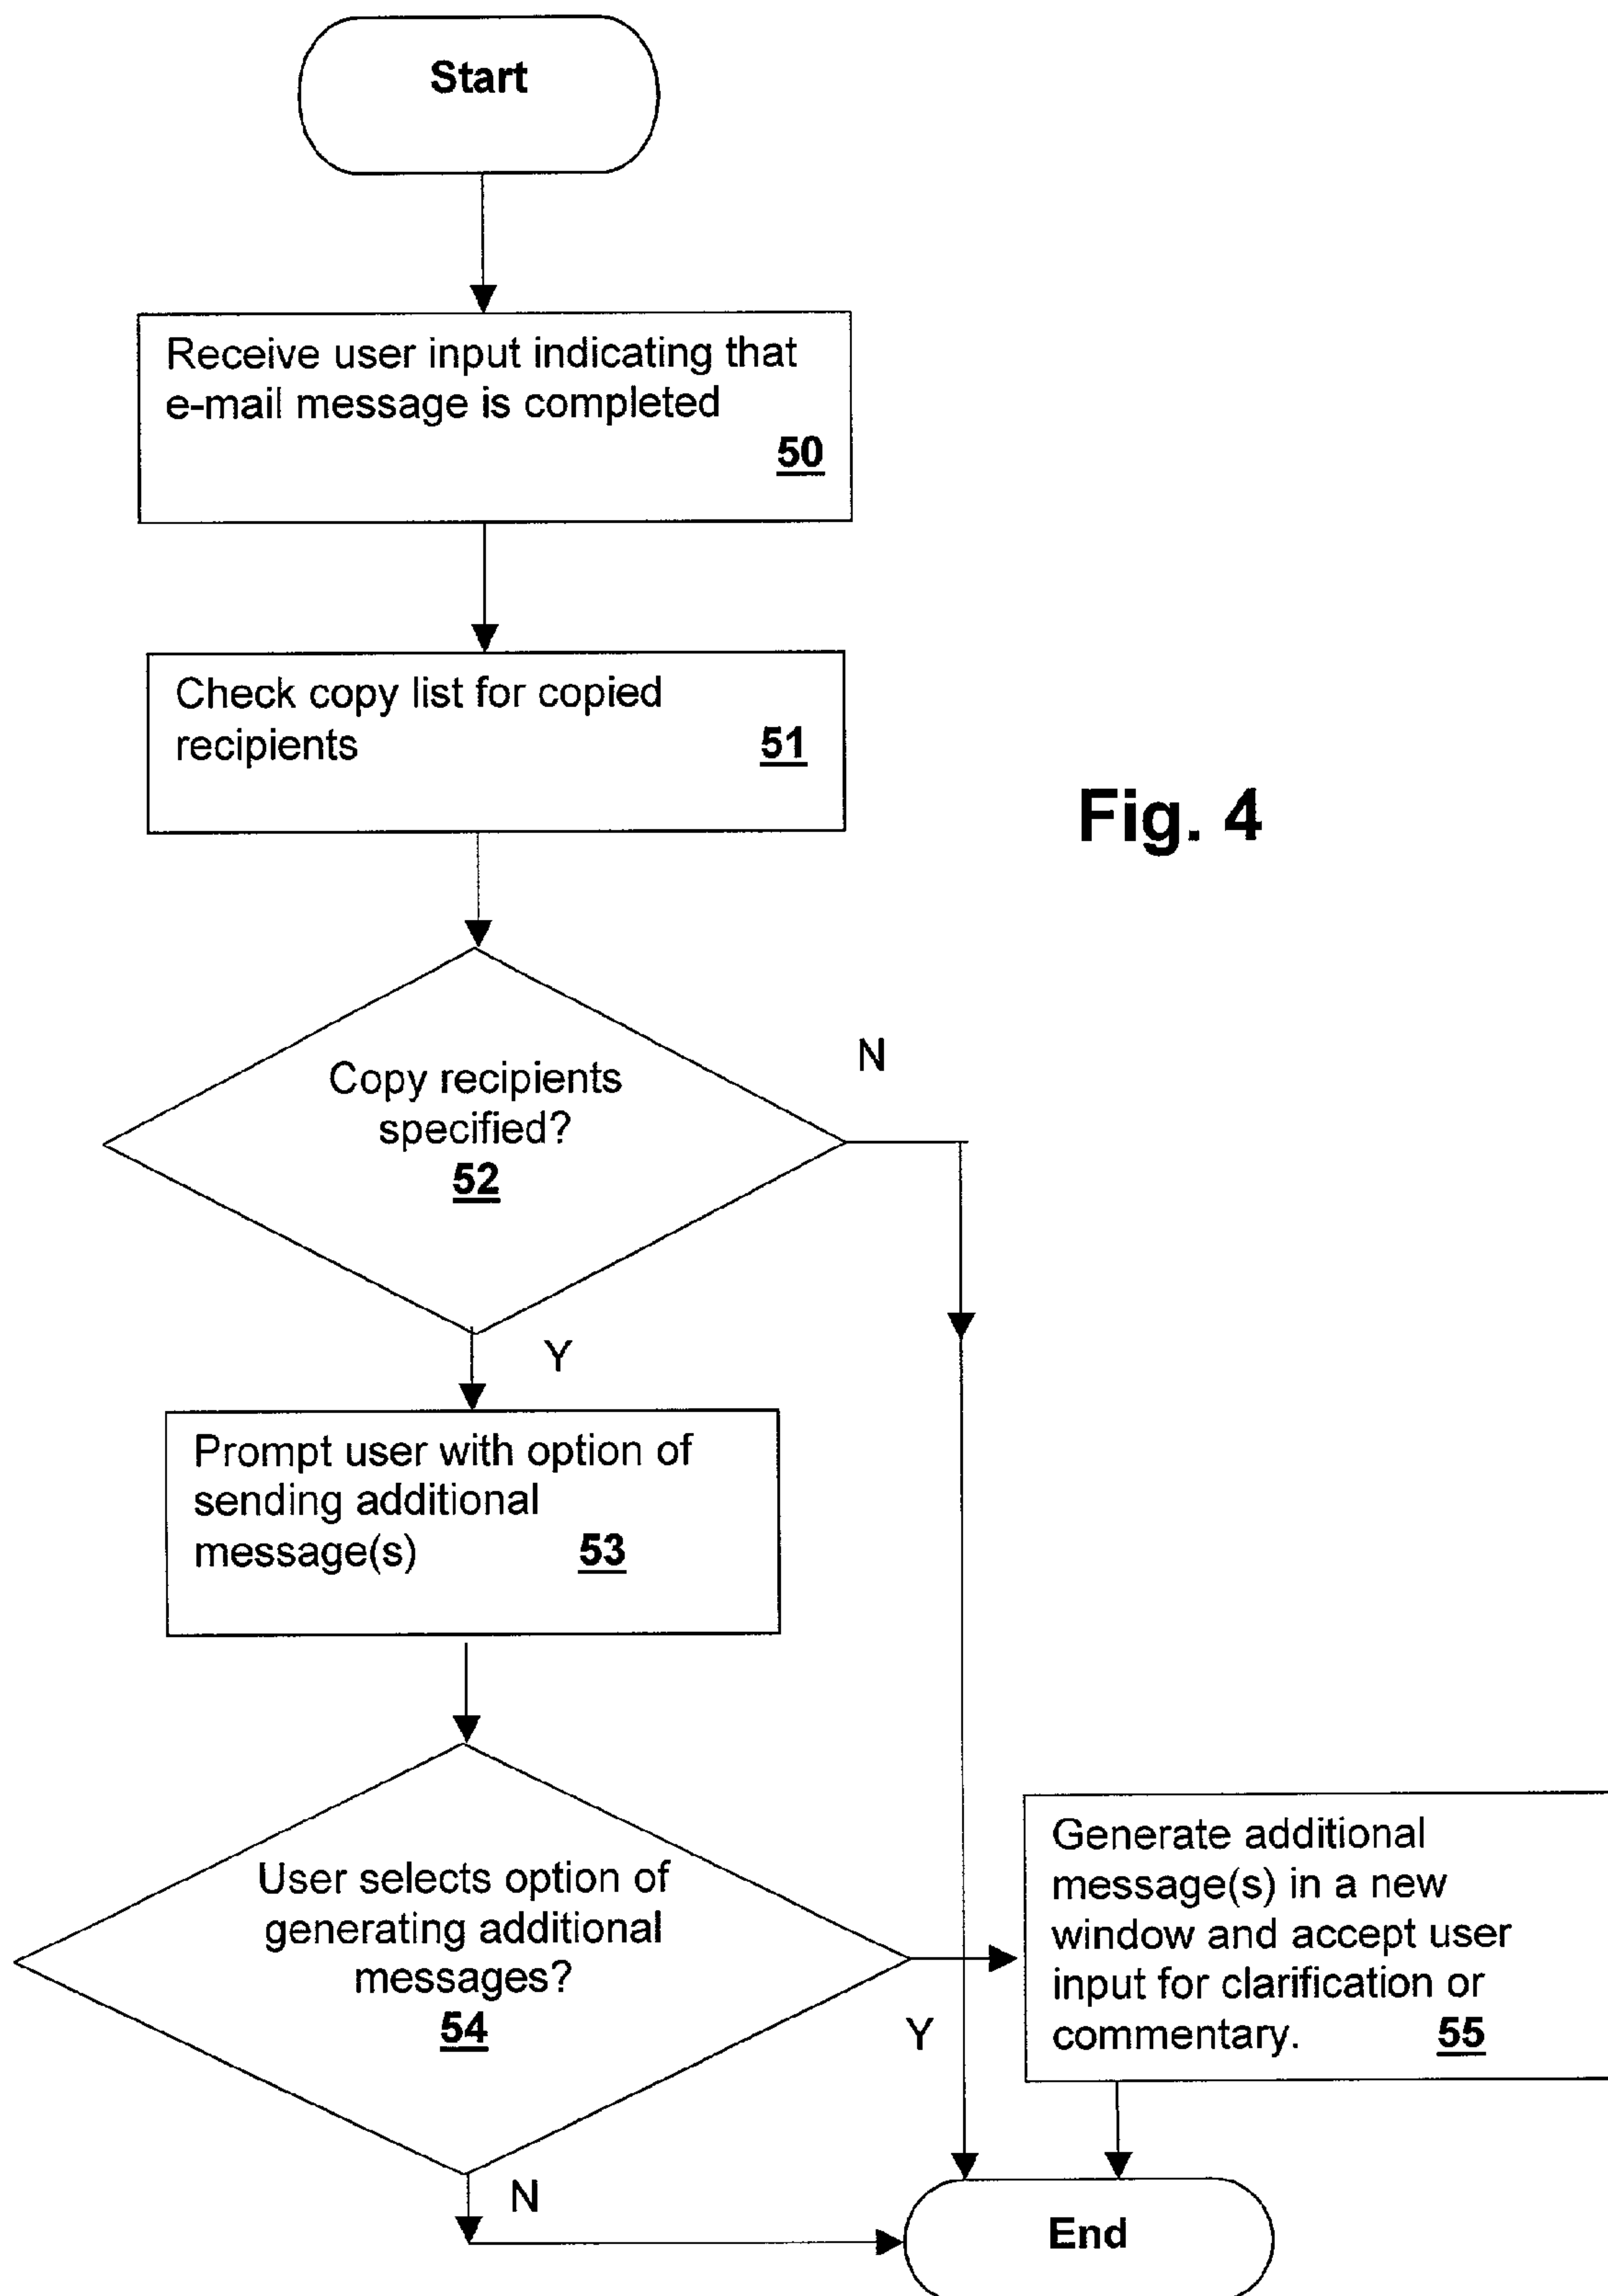 Start
Receive user input indicating that
e-mail message is completed
50
Check copy list for copied
recipients 51
Fig. 4
N
Copy recipients
specified?
52
Y
Prompt user with option of
sending additional
message(s) 53
User selects option of
generating additional
messages?
54
Y
Generate additional
message(s) in a new
window and accept user
input for clarification or
commentary. 55
N
End